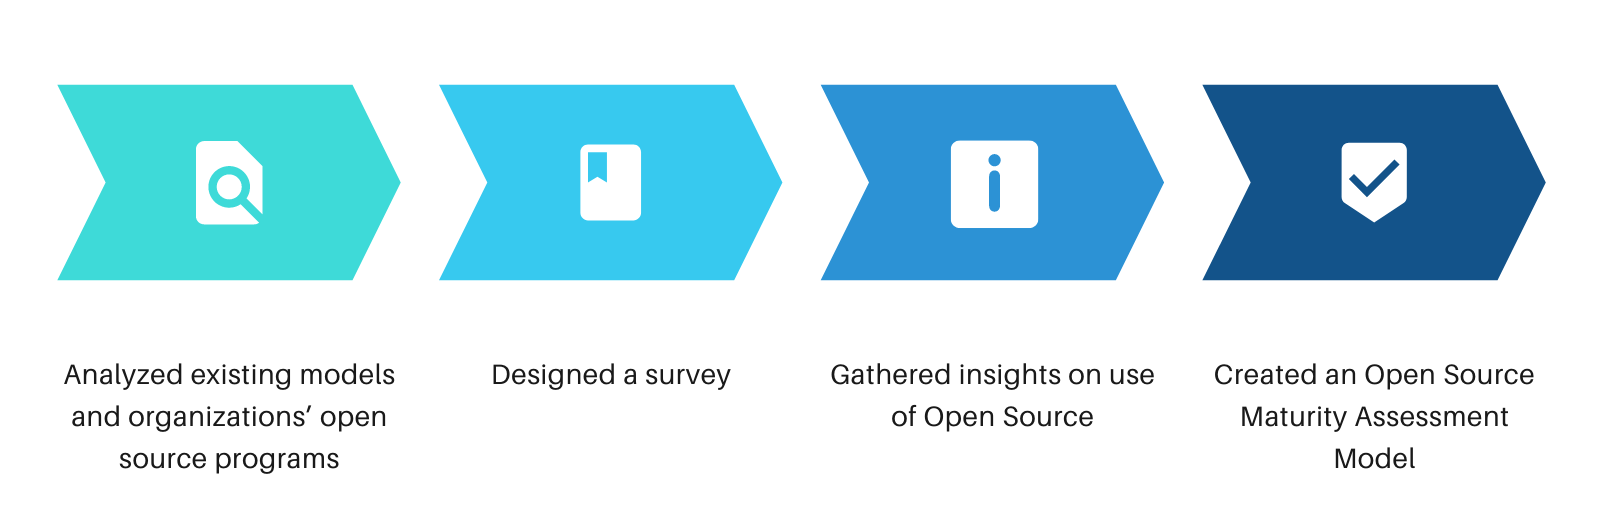 Analyzed existing models
and organizations’ open
source programs
Designed a survey
Gathered insights on use
of Open Source
Created an Open Source
Maturity Assessment
Model